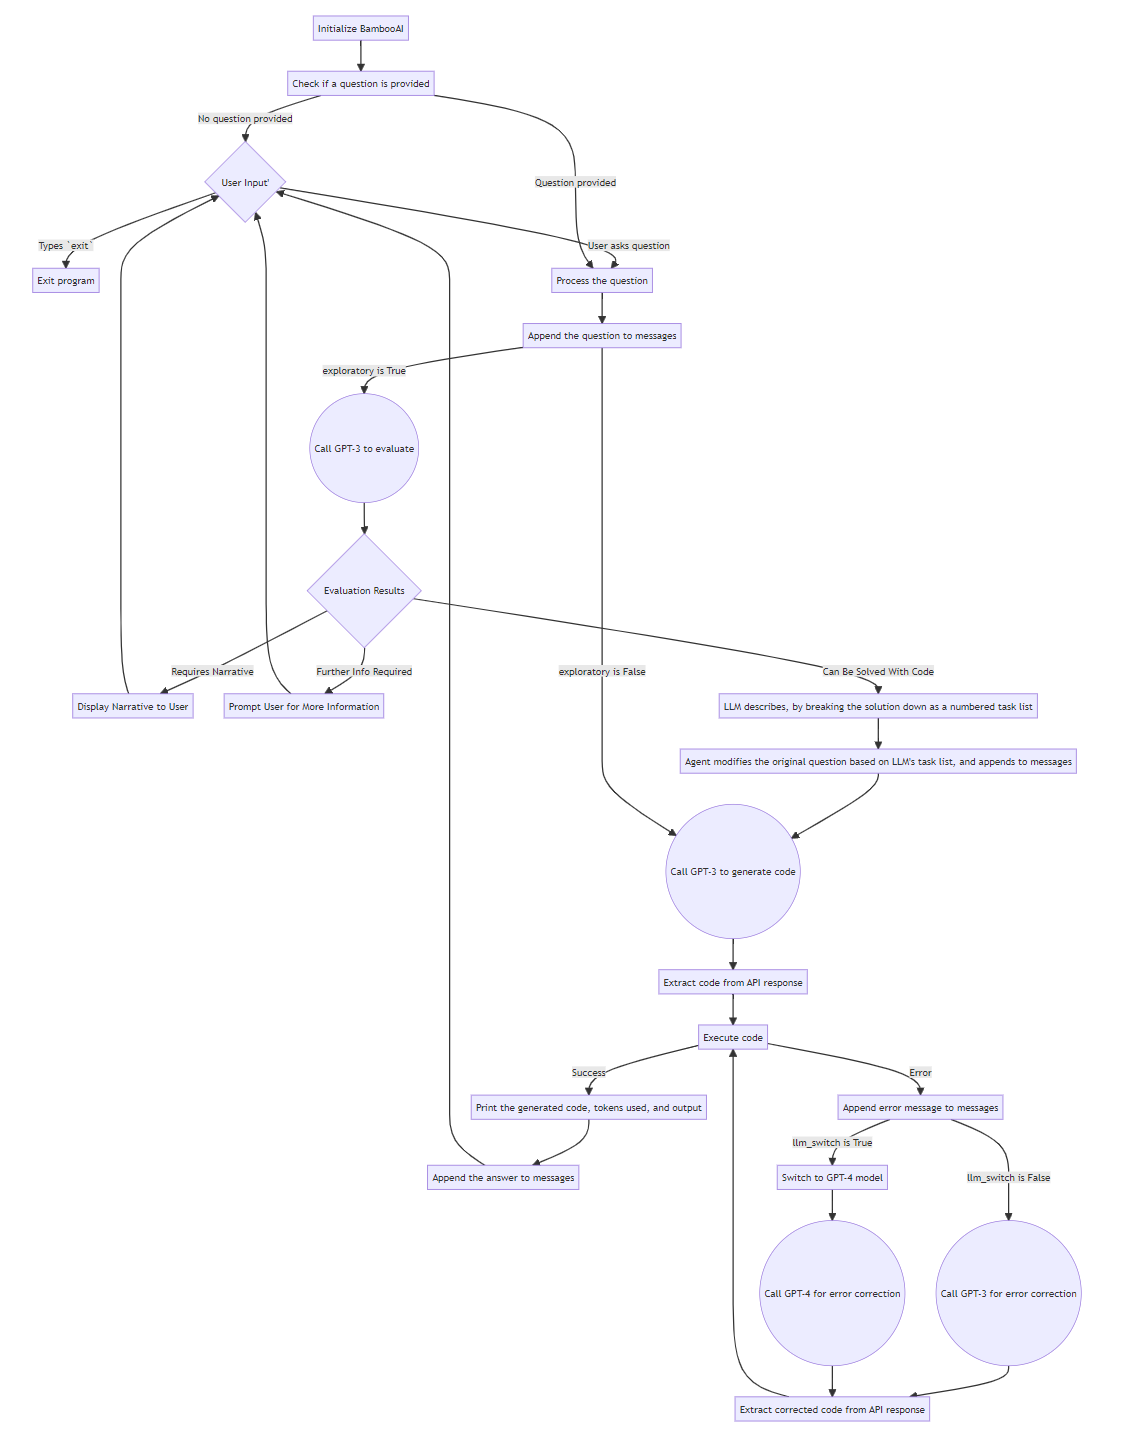 Initialize BambooAI
Check if a question is provided
No question provided
Question provided
User Input'
Types `exit`
User asks question
Exit program
Process the question
Append the question to messages
exploratory is True
Call GPT-3 to evaluate
Evaluation Results
Requires Narrative
Further Info Required
exploratory is False
Can Be Solved With Code
Display Narrative to User
Prompt User for More Information
LLM describes, by breaking the solution down as a numbered task list
Agent modifies the original question based on LLM's task list, and appends to messages
Call GPT-3 to generate code
Extract code from API response
Execute code
Success
Error
Print the generated code, tokens used, and output
Append error message to messages
llm_switch is True
Append the answer to messages
Switch to GPT-4 model
llm_switch is False
Call GPT-4 for error correction
Call GPT-3 for error correction
Extract corrected code from API response